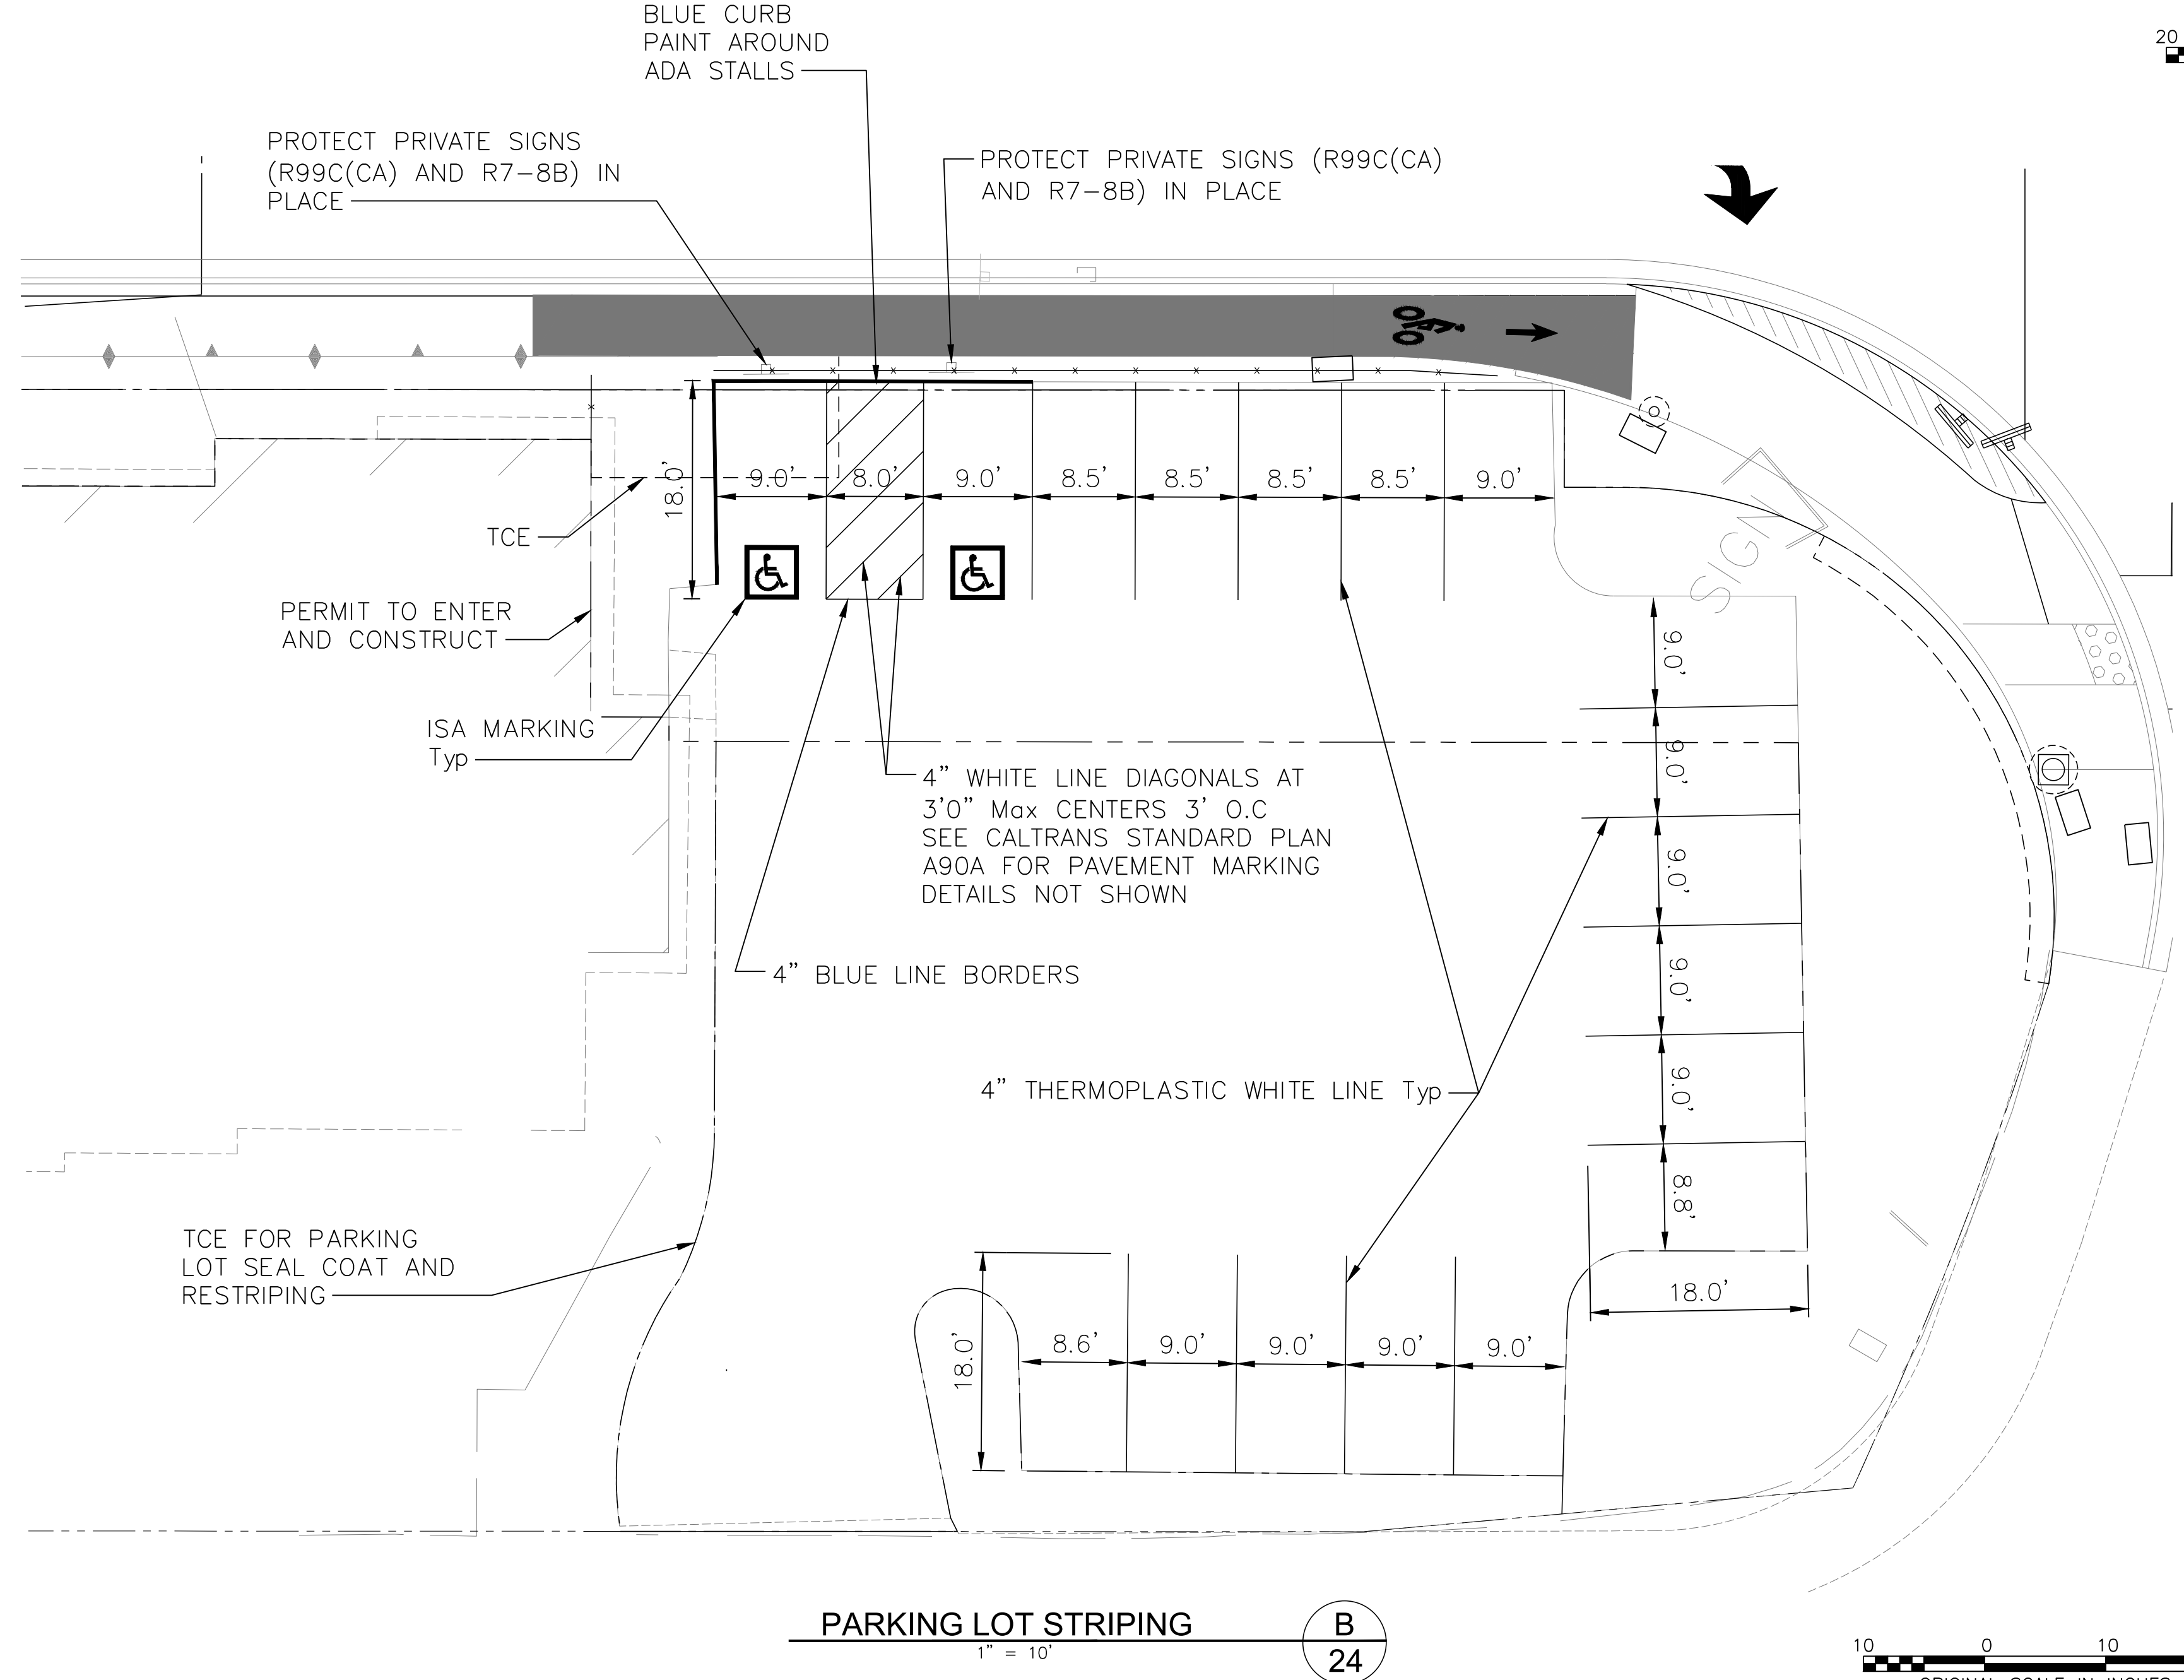 BLUE CURB
PAINT AROUND
ADA STALLS
20
PROTECT PRIVATE SIGNS
(R99C(CA) AND R7-8B) IN
PLACE
PROTECT PRIVATE SIGNS (R99C(CA)
AND R7-8B) IN PLACE
18.0'
9.0'
8.0'
9.0'
8.5'
8.5'
8.5'
8.5'
9.0'
TCE
SIGN
PERMIT TO ENTER
AND CONSTRUCT
ISA MARKING
Typ
9.0'
9.0'
9.0'
9.0'
9.0'
8.8'
4" WHITE LINE DIAGONALS AT
3'0" Max CENTERS 3' O.C
SEE CALTRANS STANDARD PLAN
A90A FOR PAVEMENT MARKING
DETAILS NOT SHOWN
4" BLUE LINE BORDERS
4" THERMOPLASTIC WHITE LINE Typ
TCE FOR PARKING
LOT SEAL COAT AND
RESTRIPING
18.0'
18.0'
8.6'
9.0'
9.0'
9.0'
9.0'
PARKING LOT STRIPING
1" = 10'
B
24
10 0 10